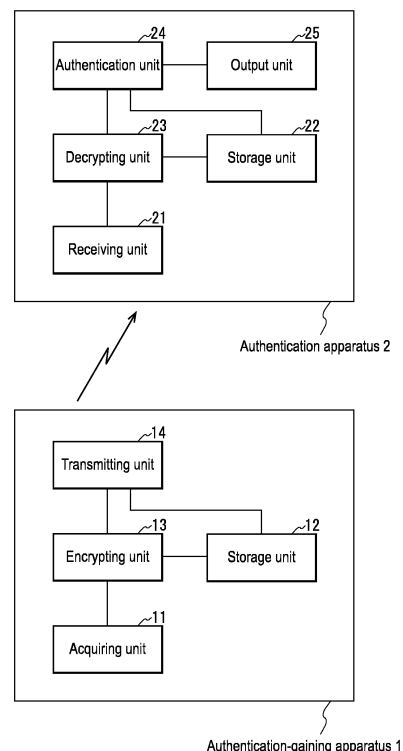 24
25
Authentication unit
Output unit
23
22
Decrypting unit
Storage unit
21
Receiving unit
Authentication apparatus 2
14
Transmitting unit
13
12
Encrypting unit
Storage unit
11
Acquiring unit
Authentication-gaining apparatus 1